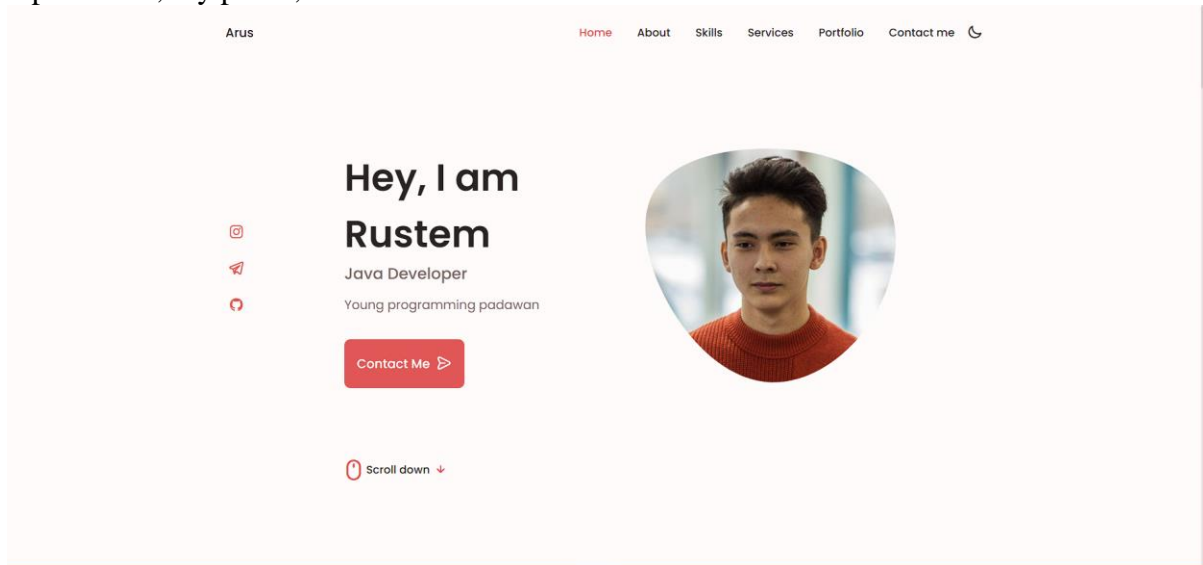 Arus
Home About Skills Services Portfolio Contact me
Hey, I am
Rustem
Java Developer
Young programming padawan
Contact Me
Scroll down